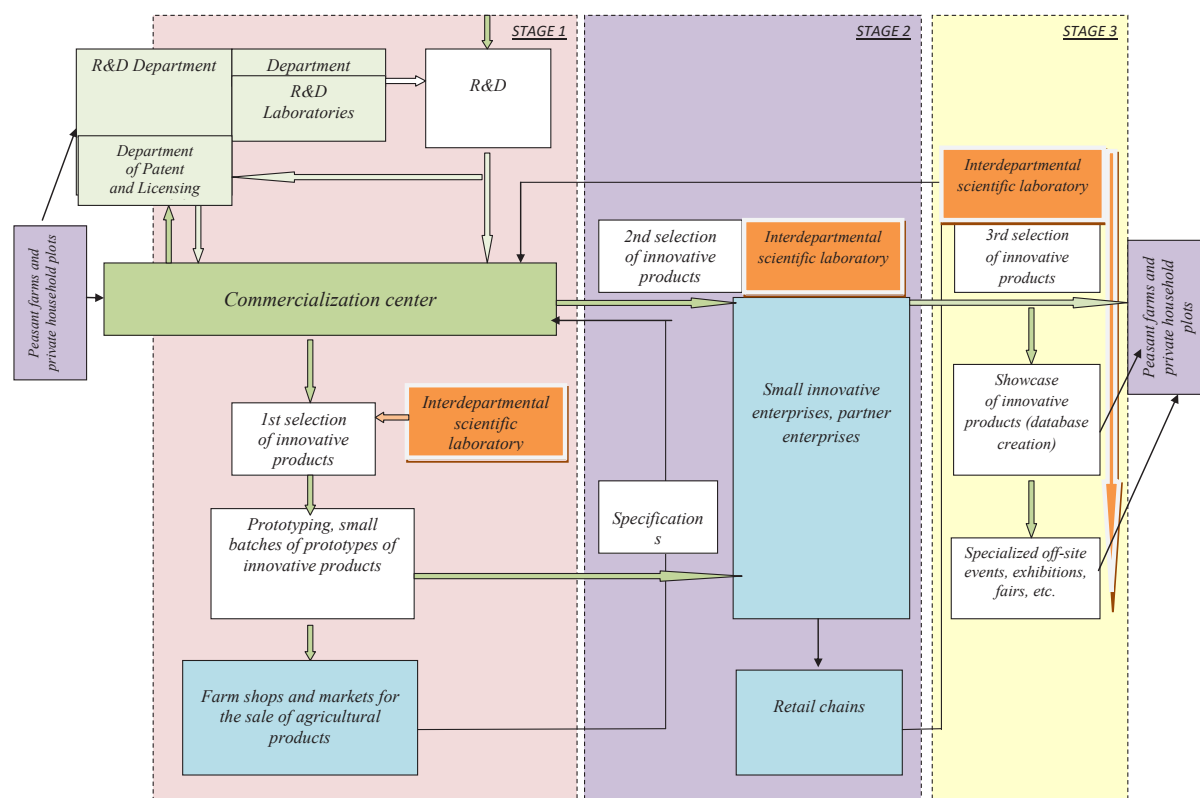 STAGE 1
STAGE 2
STAGE 3
R&D Department
Department
R&D
Laboratories
R&D
Department
of Patent
and Licensing
Peasant farms and
private household plots
Commercialization center
1st selection
of innovative
products
Interdepartmental
scientific
laboratory
Prototyping, small
batches of prototypes of
innovative products
Farm shops and markets for
the sale of agricultural
products
2nd selection
of innovative
products
Interdepartmental
scientific laboratory
Specification
s
Small innovative
enterprises, partner
enterprises
Retail chains
Interdepartmental
scientific laboratory
3rd selection
of innovative
products
Showcase
of innovative
products (database
creation)
Specialized off-site
events, exhibitions,
fairs, etc.
Peasant farms and
private household
plots